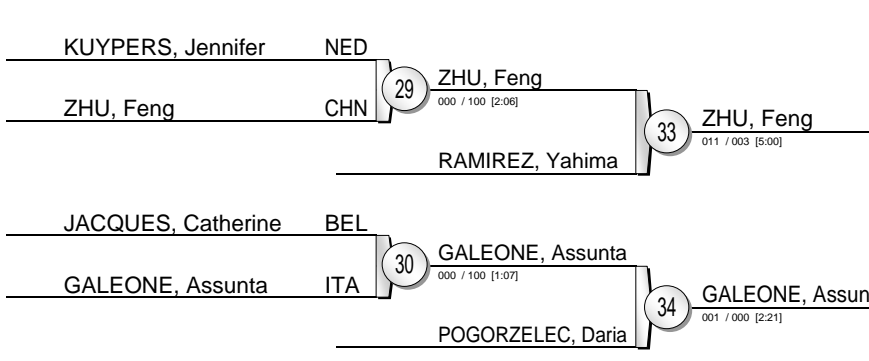 KUYPERS, Jennifer NED
29 ZHU, Feng
000 / 100 [2:06]
ZHU, Feng CHN
33 ZHU, Feng
011 / 003 [5:00]
RAMIREZ, Yahima
JACQUES, Catherine BEL
30 GALEONE, Assunta
000 / 100 [1:07]
GALEONE, Assunta ITA
34 GALEONE, Assun
001 / 000 [2:21]
POGORZELEC, Daria